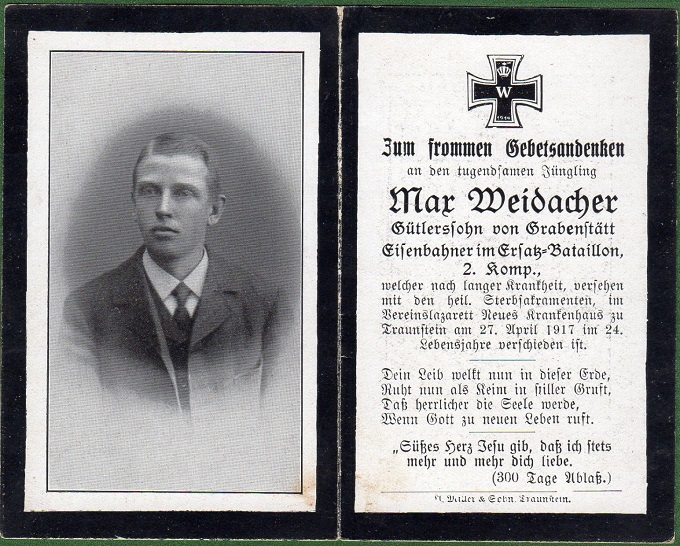 W
1914
Zum frommen Gebetsandenken
an den tugendsamen Jüngling
Max Weidacher
Gütlerssohn von Grabenstätt
Eisenbahner im Ersatz-Bataillon,
2. Komp.,
welcher nach langer Krankheit, versehen
mit den heil. Sterbsakramenten, im
Vereinslazarett Neues Krankenhaus zu
Traunstein am 27. April 1917 im 24.
Lebensjahre verschieden ist.
Dein Leib welkt nun in dieser Erde,
Ruht nun als Keim in stiller Gruft,
Daß herrlicher die Seele werde,
Wenn Gott zu neuen Leben ruft.
„Süßes Herz Jesu gib, daß ich stets
mehr und mehr dich liebe.
(300 Tage Ablaß.)
& Sohn, Traunstein.